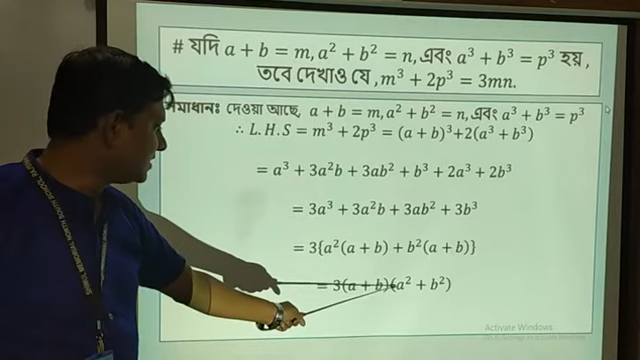 # যদি a + b = m, a² + b² = n, এবং a³ + b³ = p³ হয় ,
তবে দেখাও যে , m³ + 2p³ = 3mn.
দেওয়া আছে, a + b = m, a² + b² = n, এবং a³ + b³ = p³
∴ L.H.S = m³ + 2p³ = (a + b)³+2(a³ + b³)
= a³ + 3a²b + 3ab² + b³ + 2a³ + 2b³
= 3a³ + 3a²b + 3ab² + 3b³
= 3{a²(a + b) + b²(a + b)}
= 3(a + b)(a² + b²)
Activate Windows